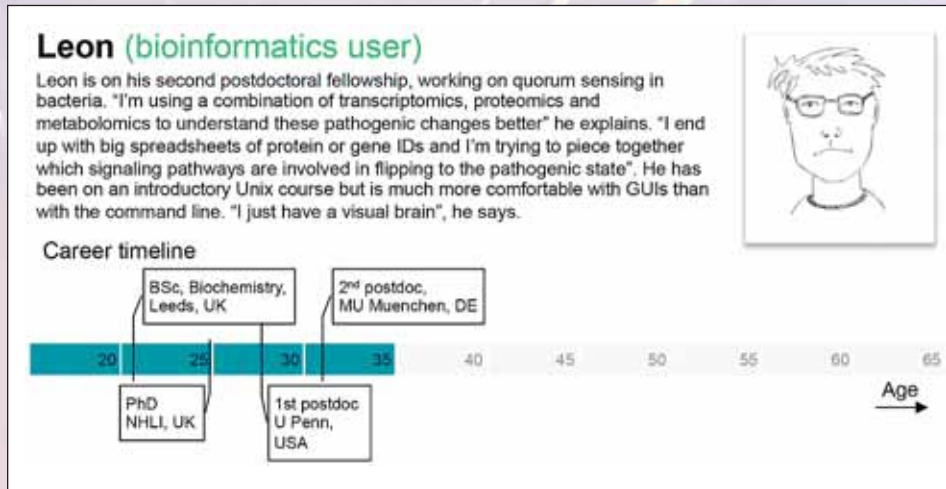 Leon (bioinformatics user)
Leon is on his second postdoctoral fellowship, working on quorum sensing in
bacteria. "I'm using a combination of transcriptomics, proteomics and
metabolomics to understand these pathogenic changes better" he explains. "I end
up with big spreadsheets of protein or gene IDs and I'm trying to piece together
which signaling pathways are involved in flipping to the pathogenic state". He has
been on an introductory Unix course but is much more comfortable with GUIs than
with the command line. "I just have a visual brain", he says.
Career timeline
BSc, Biochemistry,
Leeds, UK
2nd postdoc,
MU Muenchen, DE
20 25 30 35 40 45 50 55 60 65
PhD
NHLI, UK
1st postdoc
U Penn,
USA
Age